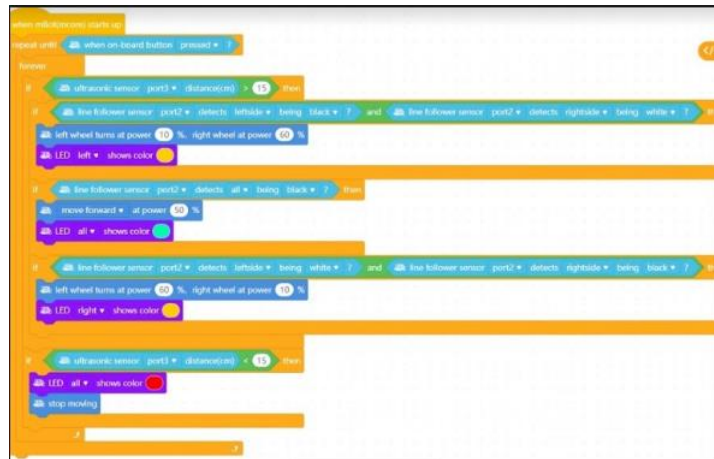 when mBot(mcore) starts up
repeat until when on-board button pressed ?
forever
if ultrasonic sensor port3 distance(cm) > 15 then
if line follower sensor port2 detects leftside being black ? and line follower sensor port2 detects rightside being white ?
left wheel turns at power 10 %, right wheel at power 60 %
LED left shows color
if line follower sensor port2 detects all being black ? then
move forward at power 50 %
LED all shows color
if line follower sensor port2 detects leftside being white ? and line follower sensor port2 detects rightside being black ?
left wheel turns at power 60 %, right wheel at power 10 %
LED right shows color
if ultrasonic sensor port3 distance(cm) < 15 then
LED all shows color
stop moving